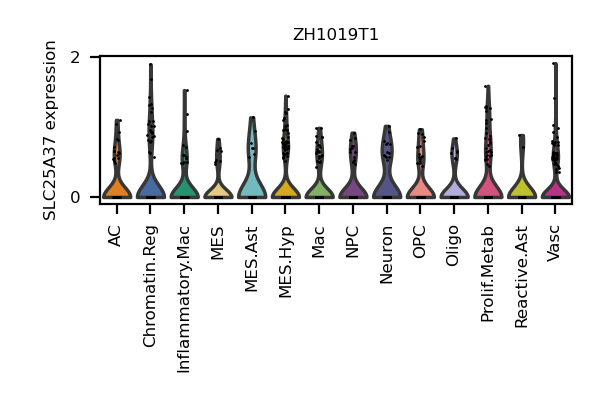 ZH1019T1
SLC25A37 expression
2
0
AC
Chromatin.Reg
Inflammatory.Mac
MES
MES.Ast
MES.Hyp
Mac
NPC
Neuron
OPC
Oligo
Prolif.Metab
Reactive.Ast
Vasc